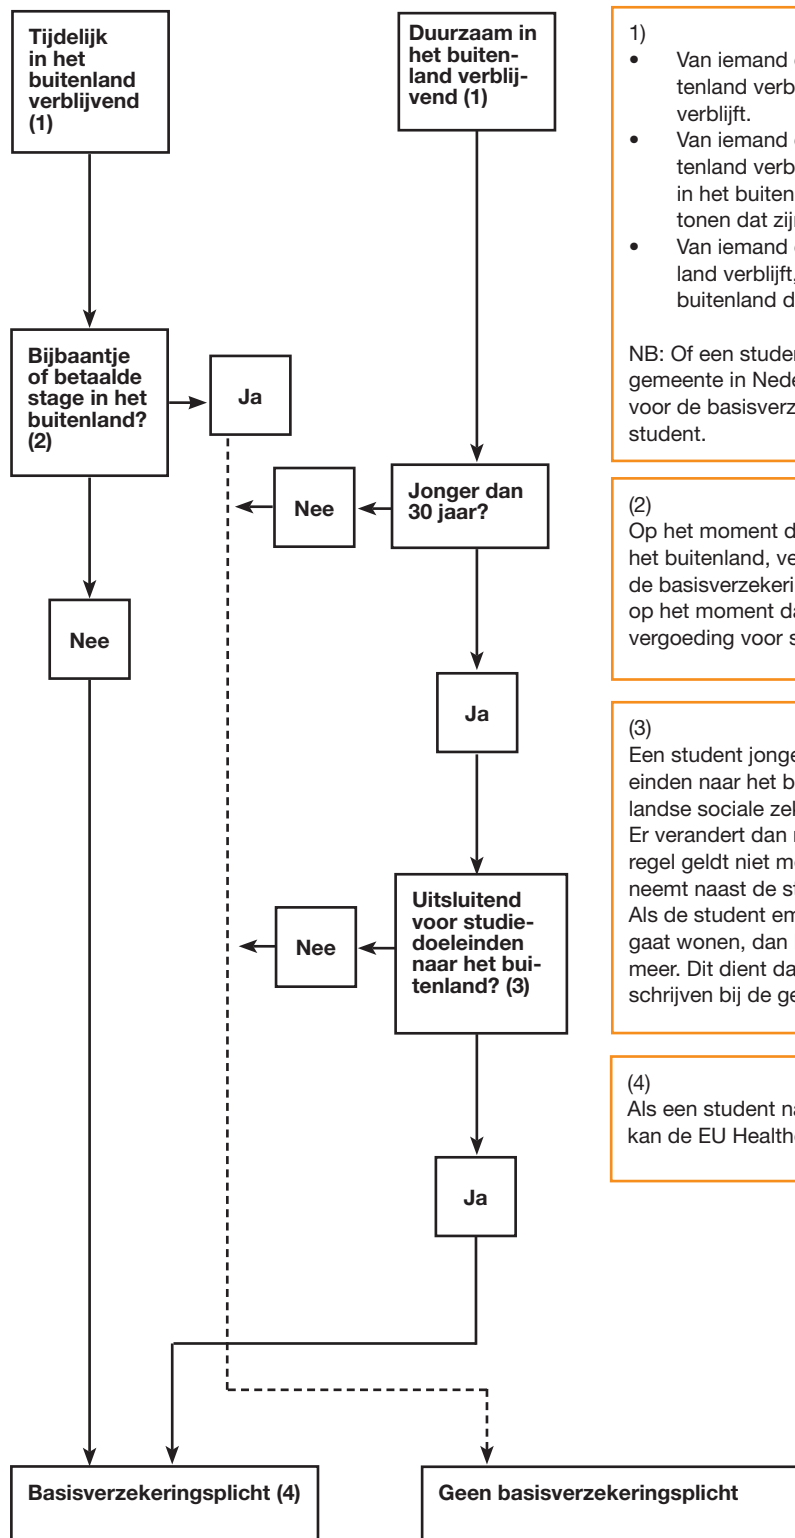 Tijdelijk
in het
buitenland
verblijvend
(1)
Duurzaam in
het buiten-
land verblij-
vend (1)
Bijbaantje
of betaalde
stage in het
buitenland?
(2)
Ja
Nee
Jonger dan
30 jaar?
Nee
Ja
Nee
Uitsluitend
voor studie-
doeleinden
naar het bui-
tenland? (3)
Ja
Basisverzekeringsplicht (4)
Geen basisverzekeringsplicht
1)
• Van iemand
tenland verb
verblijft.
• Van iemand
tenland verb
in het buiten
tonen dat zij
• Van iemand
land verblijft,
buitenland d
NB: Of een studen
gemeente in Nede
voor de basisverz
student.
(2)
Op het moment d
het buitenland, ve
de basisverzekeri
op het moment da
vergoeding voor s
(3)
Een student jonge
einden naar het b
landse sociale zel
Er verandert dan
regel geldt niet me
neemt naast de st
Als de student em
gaat wonen, dan
meer. Dit dient da
schrijven bij de ge
(4)
Als een student na
kan de EU Health